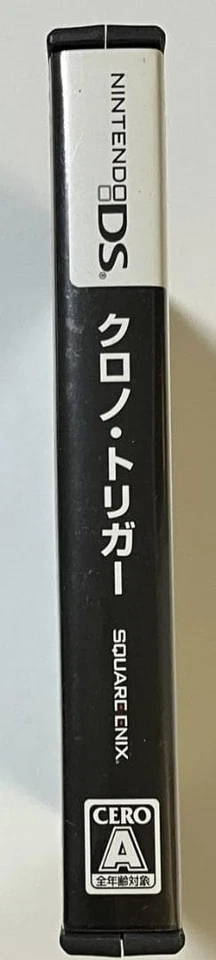 NINTENDO DS®
クロノ・トリガー
SQUARE ENIX.
CERO
A
全年齢対象